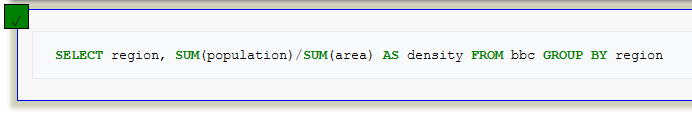 SELECT region, SUM(population)/SUM(area) AS density FROM bbc GROUP BY region